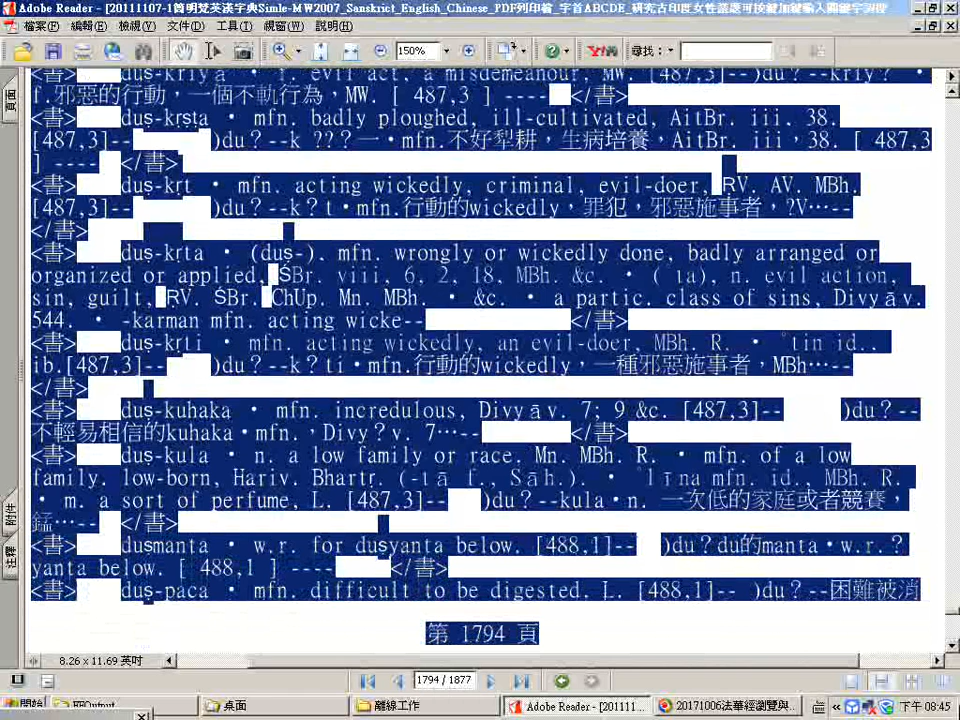 Adobe Reader - [20111107-1簡明梵英漢字典Simle-MW2007_Sanskrict_English_Chinese_PDF列印檔_字首ABCDE_研究古印度女性議題可按鍵輸入關鍵字
檔案(F) 編輯(E) 檢視(V) 文件(D) 工具(T) 視窗(W) 說明(H)
150% 尋找:
頁面
附件
注釋
<書> duṣ-kriyā • f. evil act, a misdemeanour, MW. [487,3]--)du？--kriy？ •
f.邪惡的行動，一個不軌行為，MW. [ 487,3 ] ---- </書>
<書> duṣ-kṛṣṭa • mfn. badly ploughed, ill-cultivated, AitBr. iii. 38.
[487,3]-- )du？--k ???一•mfn.不好犁耕，生病培養，AitBr. iii，38. [ 487,3
] ---- </書>
<書> duṣ-kṛt • mfn. acting wickedly, criminal, evil-doer, RV. AV. MBh.
[487,3]-- )du？--k？t•mfn.行動的wickedly，罪犯，邪惡施事者，?V…--
</書>
<書> duṣ-kṛta • (duṣ-). mfn. wrongly or wickedly done, badly arranged or
organized or applied, ŚBr. viii, 6, 2, 18, MBh. &c. • (°ta), n. evil action,
sin, guilt, RV. ŚBr. ChUp. Mn. MBh. • &c. • a partic. class of sins, Divyāv.
544. • -karman mfn. acting wicke-- </書>
<書> duṣ-kṛti • mfn. acting wickedly, an evil-doer, MBh. R. • °tin id.,
ib.[487,3]-- )du？--k？ti•mfn.行動的wickedly，一種邪惡施事者，MBh…--
</書>
<書> duṣ-kuhaka • mfn. incredulous, Divyāv. 7; 9 &c. [487,3]-- )du？--
不輕易相信的kuhaka•mfn.，Divy？v. 7…-- </書>
<書> duṣ-kula • n. a low family or race, Mn. MBh. R. • mfn. of a low
family, low-born, Hariv. Bhartṛ. (-tā f., Sāh.). • °līna mfn. id., MBh. R.
• m. a sort of perfume, L. [487,3]-- )du？--kula•n. 一次低的家庭或者競賽，
錳…-- </書>
<書> duṣmanta • w.r. for duṣyanta below. [488,1]-- )du？du的manta•w.r.？
yanta below. [ 488,1 ] ---- </書>
<書> duṣ-paca • mfn. difficult to be digested, L. [488,1]-- )du？--困難被消
第 1794 頁
8.26 x 11.69 英吋
1794 / 1877
開始 桌面 離線工作 Adobe Reader - [201111... 20171006法華經瀏覽與... 下午 08:45